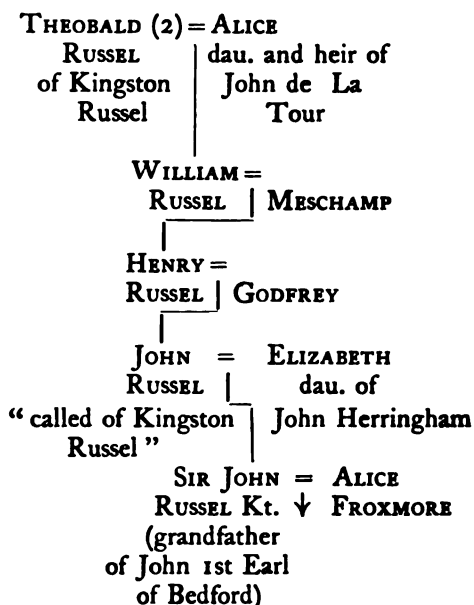 THEOBALD (2) = ALICE
RUSSEL dau. and heir of
of Kingston John de La
Russel Tour
WILLIAM =
RUSSEL MESCHAMP
HENRY =
RUSSEL GODFREY
JOHN = ELIZABETH
RUSSEL dau. of
“called of Kingston John Herringham
Russel”
SIR JOHN = ALICE
RUSSEL Kt. FROXMORE
(grandfather
of John 1st Earl
of Bedford)